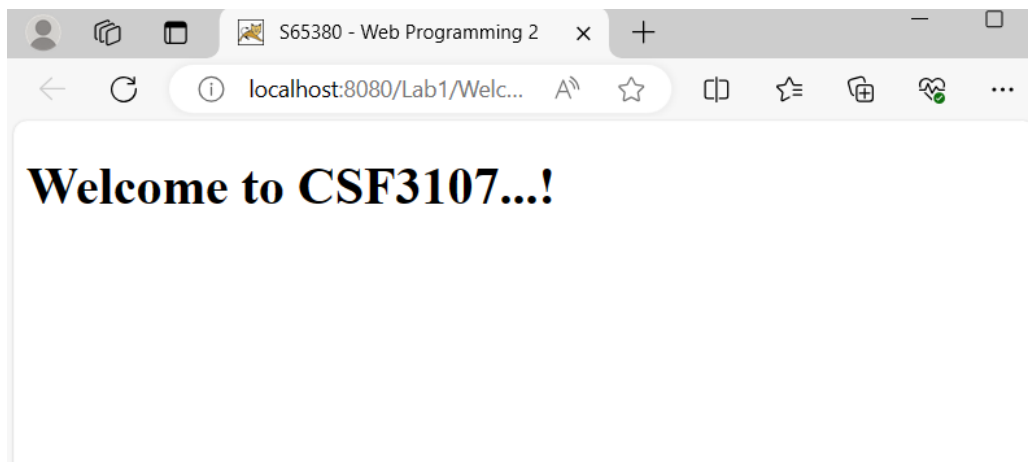 S65380 - Web Programming 2
localhost:8080/Lab1/Welc...
Welcome to CSF3107...!